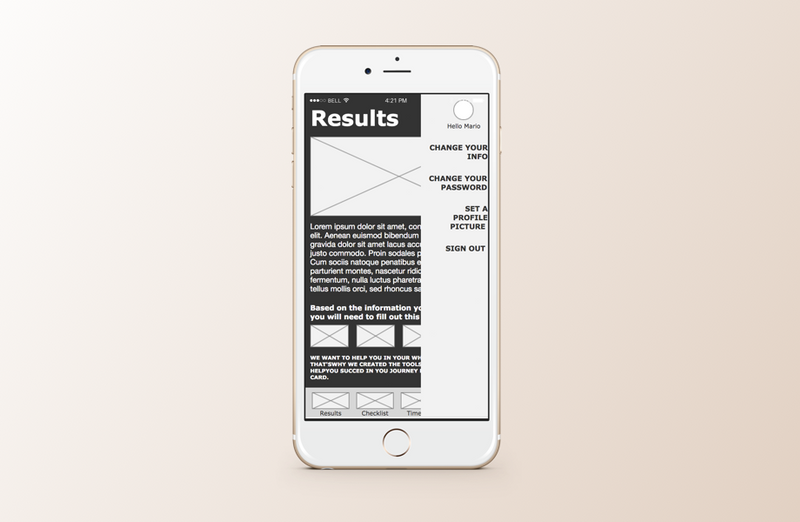 BELL
4:21 PM
Results
Lorem ipsum dolor sit amet, con
elit. Aenean euismod bibendum
gravida dolor sit amet lacus accu
justo commodo. Proin sodales p
Cum sociis natoque penatibus e
parturient montes, nascetur ridic
fermentum, nulla luctus pharetra
tellus mollis orci, sed rhoncus sa
Based on the information yo
you will need to fill out this
WE WANT TO HELP YOU IN YOUR WH
THAT'SWHY WE CREATED THE TOOLS
HELPYOU SUCCED IN YOU JOURNEY
CARD.
Results
Checklist
Time
Hello Mario
CHANGE YOUR
INFO
CHANGE YOUR
PASSWORD
SET A
PROFILE
PICTURE
SIGN OUT